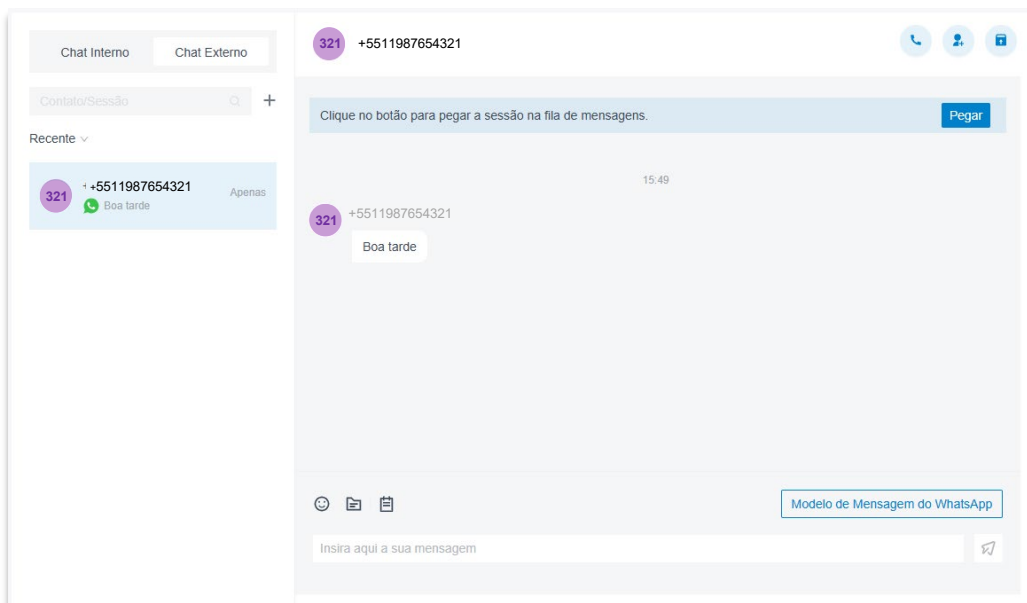 Chat Interno
Chat Externo
Contato/Sessão
Recente
321
+5511987654321
Apenas
Boa tarde
321
+5511987654321
Clique no botão para pegar a sessão na fila de mensagens.
Pegar
15:49
321
+5511987654321
Boa tarde
Modelo de Mensagem do WhatsApp
Insira aqui a sua mensagem